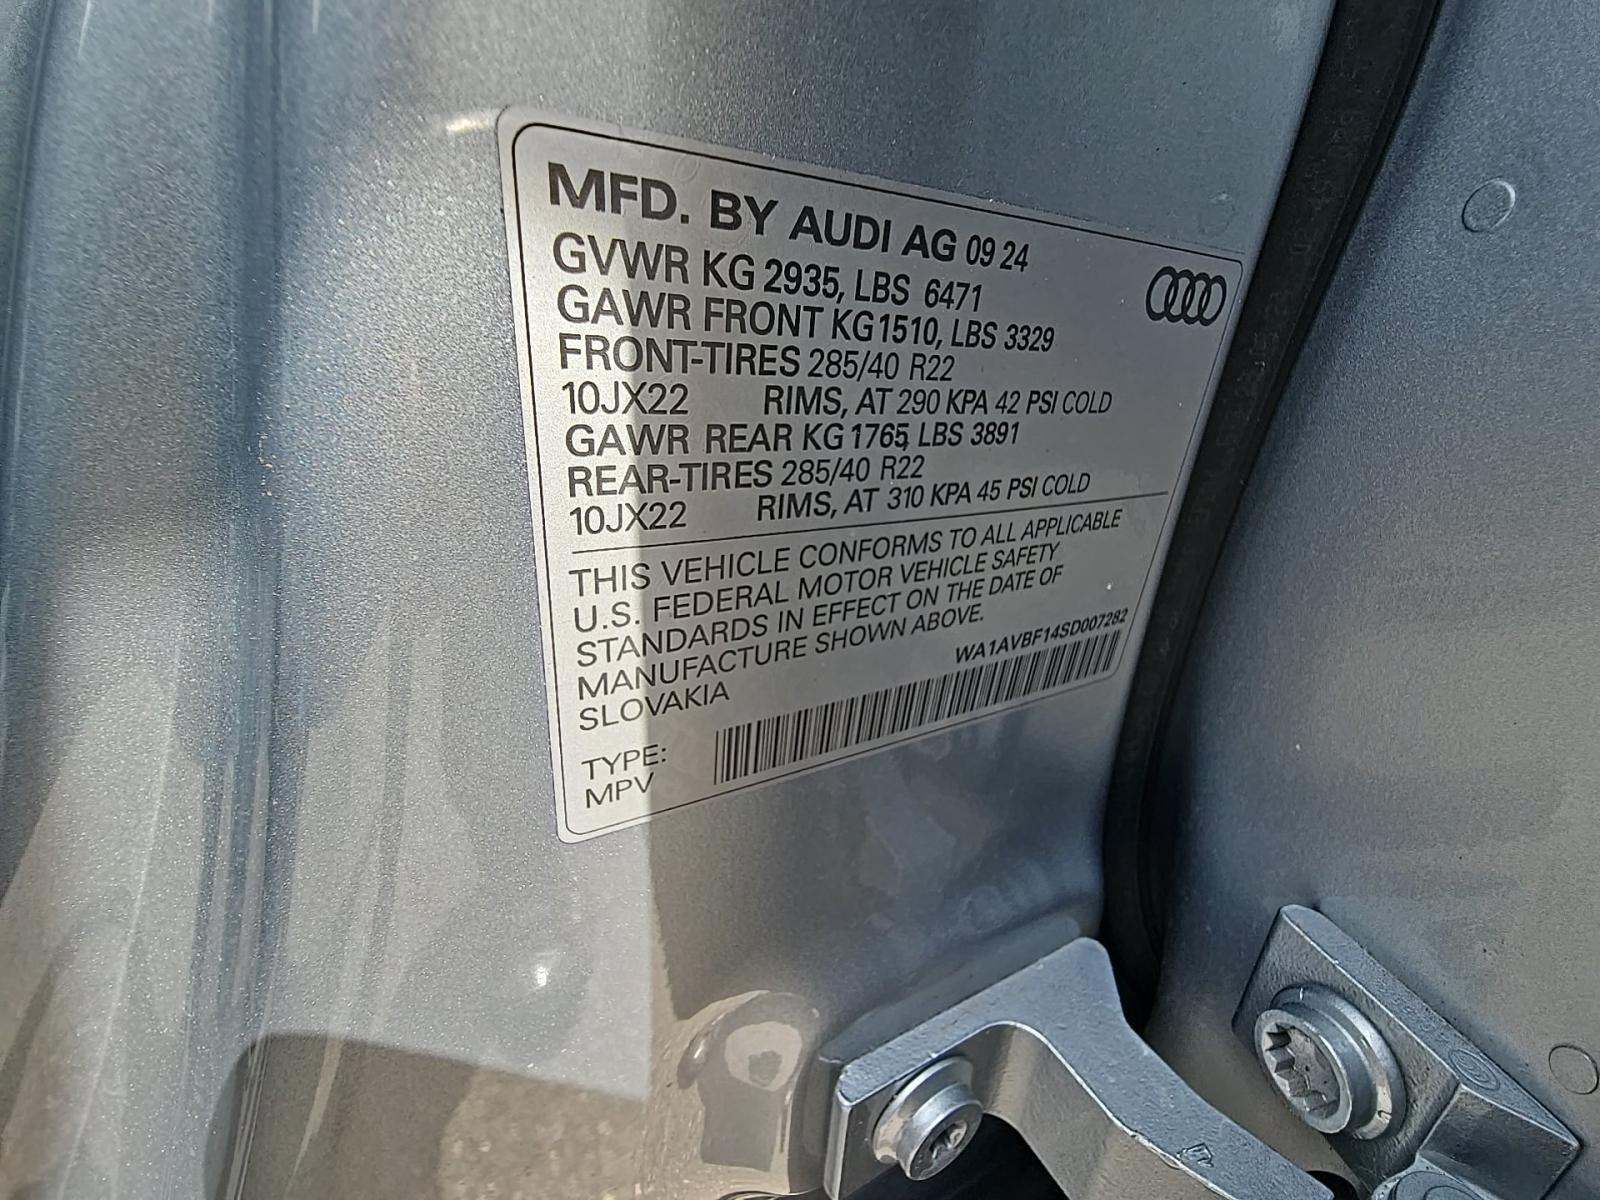 MFD. BY AUDI AG 09 24
GVWR KG 2935, LBS 6471
GAWR FRONT KG 1510, LBS 3329
FRONT-TIRES 285/40 R22
10JX22 RIMS, AT 290 KPA 42 PSI COLD
GAWR REAR KG 1765, LBS 3891
REAR-TIRES 285/40 R22
10JX22 RIMS, AT 310 KPA 45 PSI COLD
THIS VEHICLE CONFORMS TO ALL APPLICABLE
U.S. FEDERAL MOTOR VEHICLE SAFETY
STANDARDS IN EFFECT ON THE DATE OF
MANUFACTURE SHOWN ABOVE.
SLOVAKIA
WA1AVBF14SD007282
TYPE:
MPV